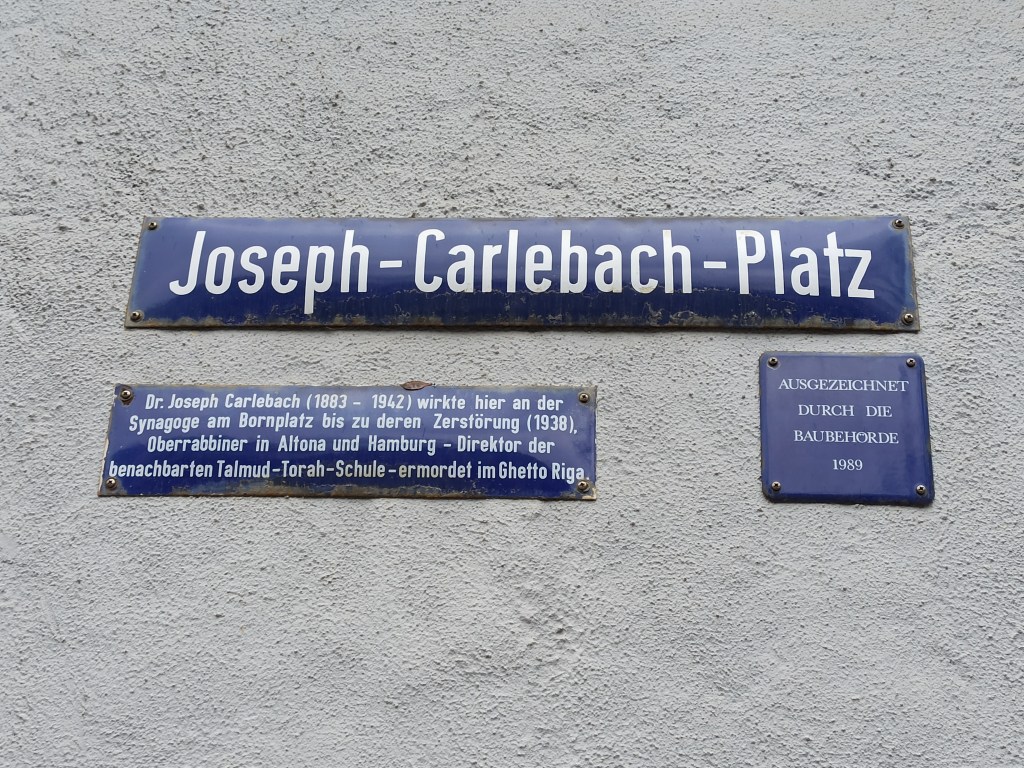 Joseph-Carlebach-Platz
Dr. Joseph Carlebach (1883 - 1942) wirkte hier an der
Synagoge am Bornplatz bis zu deren Zerstörung (1938),
Oberrabbiner in Altona und Hamburg - Direktor der
benachbarten Talmud-Torah-Schule - ermordet im Ghetto Riga.
AUSGEZEICHNET
DURCH DIE
BAUBEHÖRDE
1989